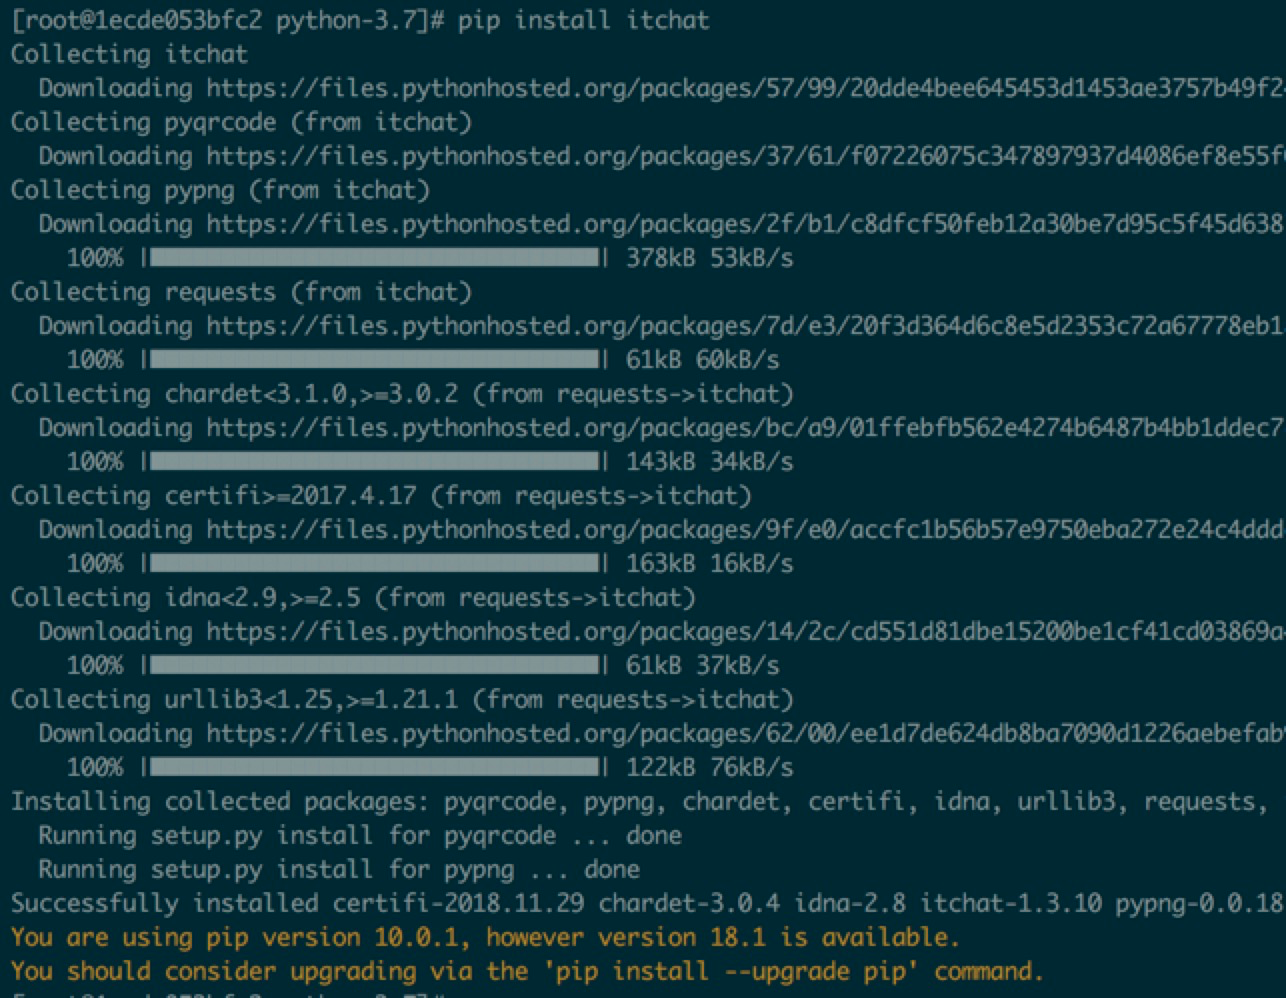 [root@1ecde053bfc2 python-3.7]# pip install itchat
Collecting itchat
Downloading https://files.pythonhosted.org/packages/57/99/20dde4bee645453d1453ae3757b49f2
Collecting pyqrcode (from itchat)
Downloading https://files.pythonhosted.org/packages/37/61/f07226075c347897937d4086ef8e55f
Collecting pypng (from itchat)
Downloading https://files.pythonhosted.org/packages/2f/b1/c8dfcf50feb12a30be7d95c5f45d638
100% || 378kB 53kB/s
Collecting requests (from itchat)
Downloading https://files.pythonhosted.org/packages/7d/e3/20f3d364d6c8e5d2353c72a67778eb1
100% || 61kB 60kB/s
Collecting chardet<3.1.0,>=3.0.2 (from requests->itchat)
Downloading https://files.pythonhosted.org/packages/bc/a9/01ffebfb562e4274b6487b4bb1ddec7
100% || 143kB 34kB/s
Collecting certifi>=2017.4.17 (from requests->itchat)
Downloading https://files.pythonhosted.org/packages/9f/e0/accfc1b56b57e9750eba272e24c4ddd
100% || 163kB 16kB/s
Collecting idna<2.9,>=2.5 (from requests->itchat)
Downloading https://files.pythonhosted.org/packages/14/2c/cd551d81dbe15200be1cf41cd03869a
100% || 61kB 37kB/s
Collecting urllib3<1.25,>=1.21.1 (from requests->itchat)
Downloading https://files.pythonhosted.org/packages/62/00/ee1d7de624db8ba7090d1226aebefab
100% || 122kB 76kB/s
Installing collected packages: pyqrcode, pypng, chardet, certifi, idna, urllib3, requests,
Running setup.py install for pyqrcode ... done
Running setup.py install for pypng ... done
Successfully installed certifi-2018.11.29 chardet-3.0.4 idna-2.8 itchat-1.3.10 pypng-0.0.18
You are using pip version 10.0.1, however version 18.1 is available.
You should consider upgrading via the 'pip install --upgrade pip' command.